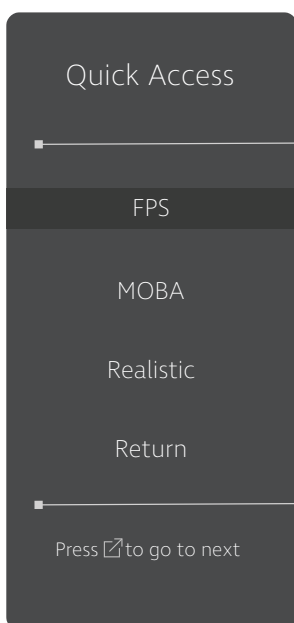 Quick Access
FPS
MOBA
Realistic
Return
Press to go to next